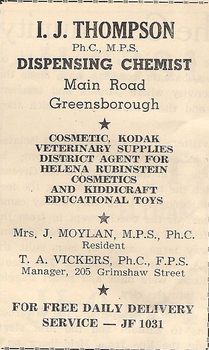 I. J. THOMPSON
Ph.C., M.P.S.
DISPENSING CHEMIST
Main Road
Greensborough
★
COSMETIC, KODAK
VETERINARY SUPPLIES
DISTRICT AGENT FOR
HELENA RUBINSTEIN
COSMETICS
AND KIDDICRAFT
EDUCATIONAL TOYS
★
Mrs. J. MOYLAN, M.P.S., Ph.C.
Resident
T. A. VICKERS, Ph.C., F.P.S.
Manager, 205 Grimshaw Street
★
FOR FREE DAILY DELIVERY
SERVICE — JF 1031